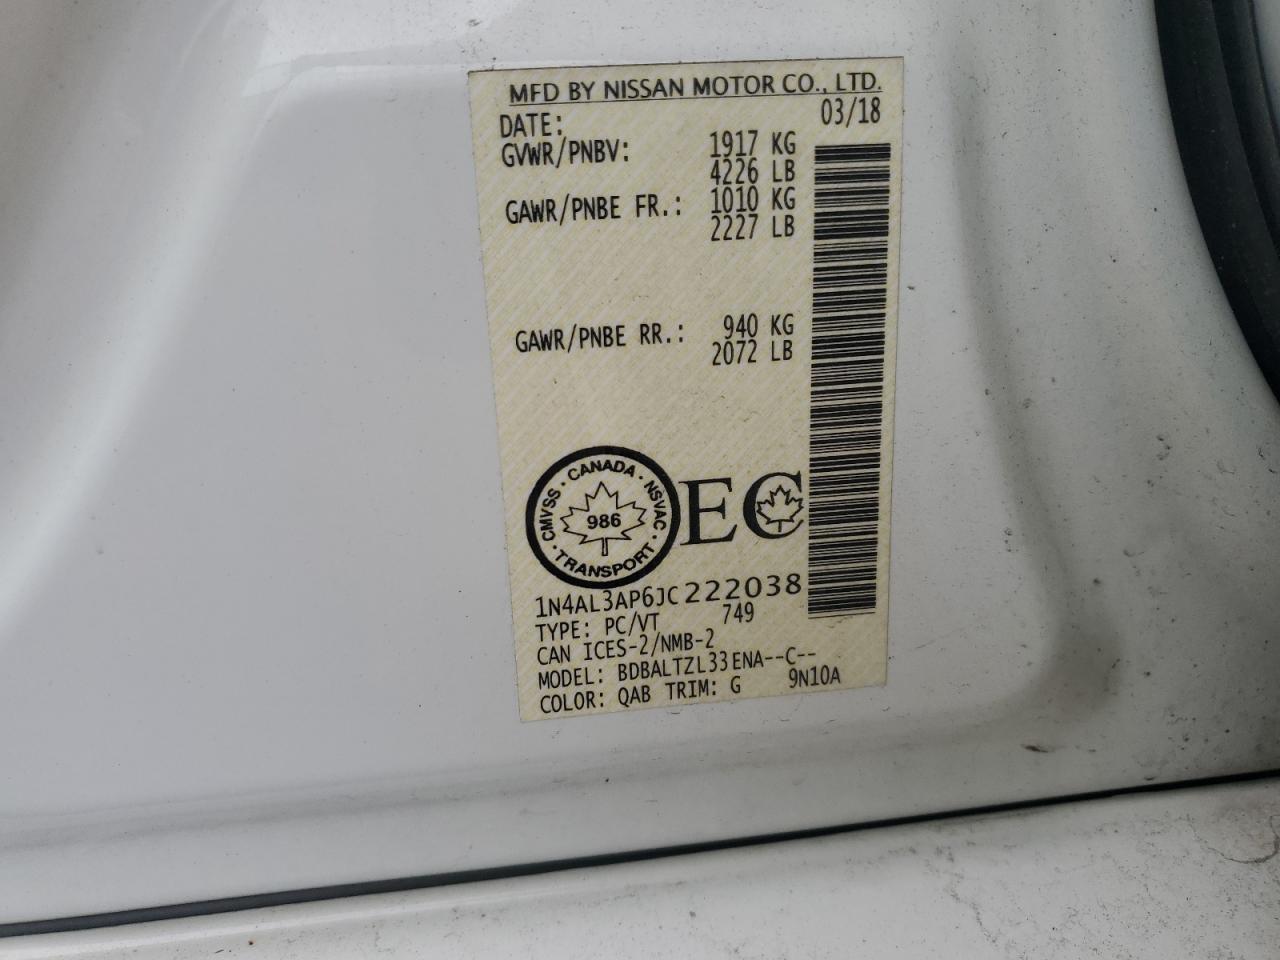 MFD BY NISSAN MOTOR CO., LTD.
DATE: 03/18
GVWR/PNBV: 1917 KG
4226 LB
GAWR/PNBE FR.: 1010 KG
2227 LB
GAWR/PNBE RR.: 940 KG
2072 LB
CANADA · NSVAC · TRANSPORT · CMVSS ·
986
EC
1N4AL3AP6JC222038
TYPE: PC/VT 749
CAN ICES-2/NMB-2
MODEL: BDBALTZL33ENA--C--
COLOR: QAB TRIM: G 9N10A